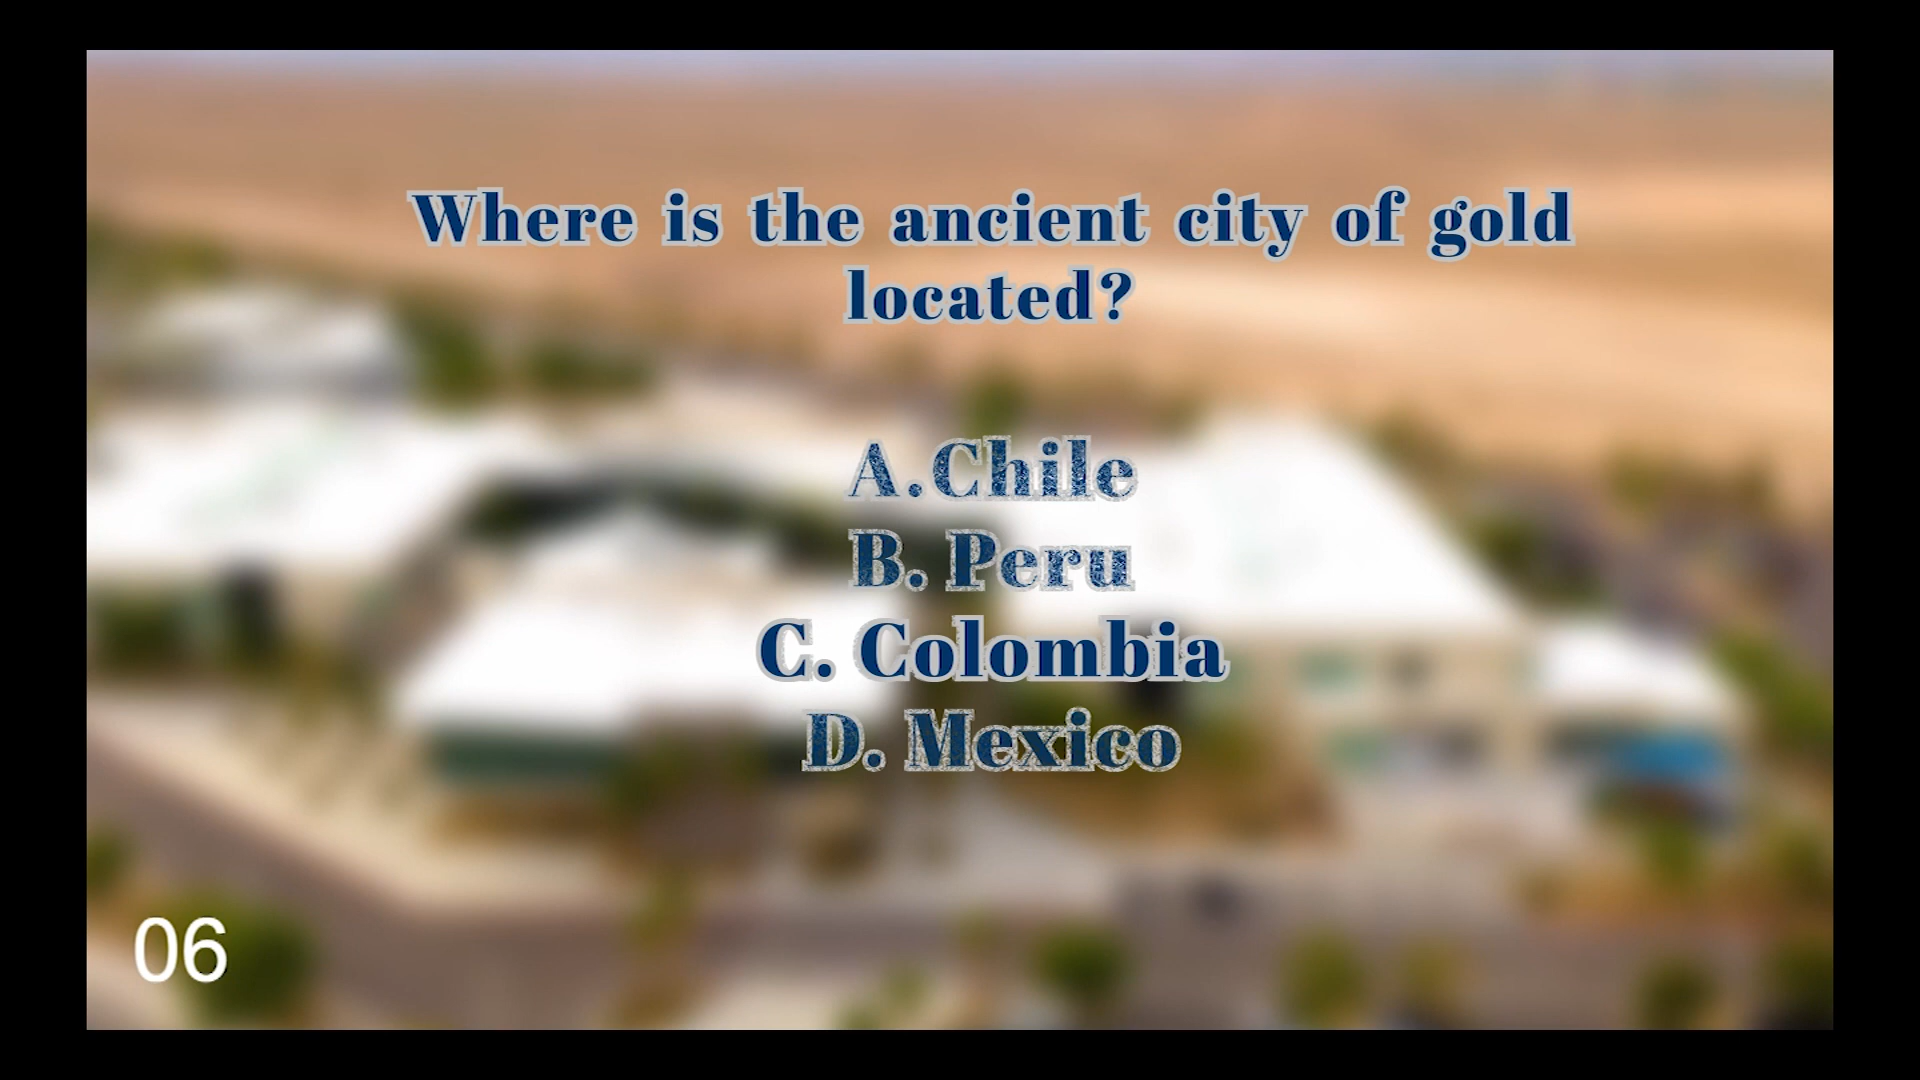 Where is the ancient city of gold
located?
A.Chile
B. Peru
C. Colombia
D. Mexico
06